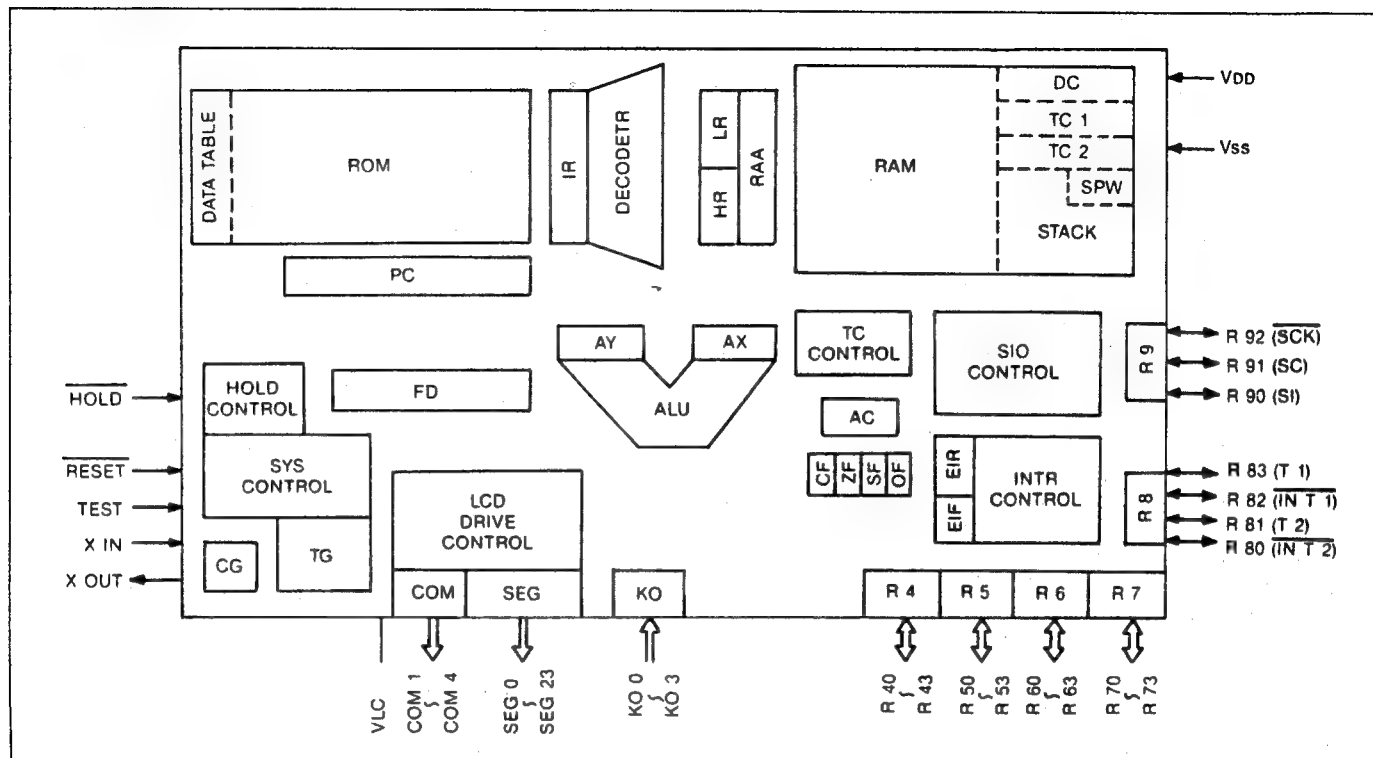 DATA TABLE
ROM
IR
DECODETR
LR
HR
RAA
RAM
DC
TC 1
TC 2
SPW
STACK
VDD
VSS
PC
AY
AX
ALU
TC
CONTROL
SIO
CONTROL
R 9
R 92 (SCK)
R 91 (SC)
R 90 (SI)
HOLD
HOLD
CONTROL
FD
AC
RESET
SYS
CONTROL
TEST
X IN
X OUT
CG
TG
LCD
DRIVE
CONTROL
CF
ZF
SF
OF
EIR
EIF
INTR
CONTROL
R 8
R 83 (T 1)
R 82 (IN T 1)
R 81 (T 2)
R 80 (IN T 2)
COM
SEG
KO
R 4
R 5
R 6
R 7
VLC
COM 1
~
COM 4
SEG 0
~
SEG 23
KO 0
~
KO 3
R 40
~
R 43
R 50
~
R 53
R 60
~
R 63
R 70
~
R 73